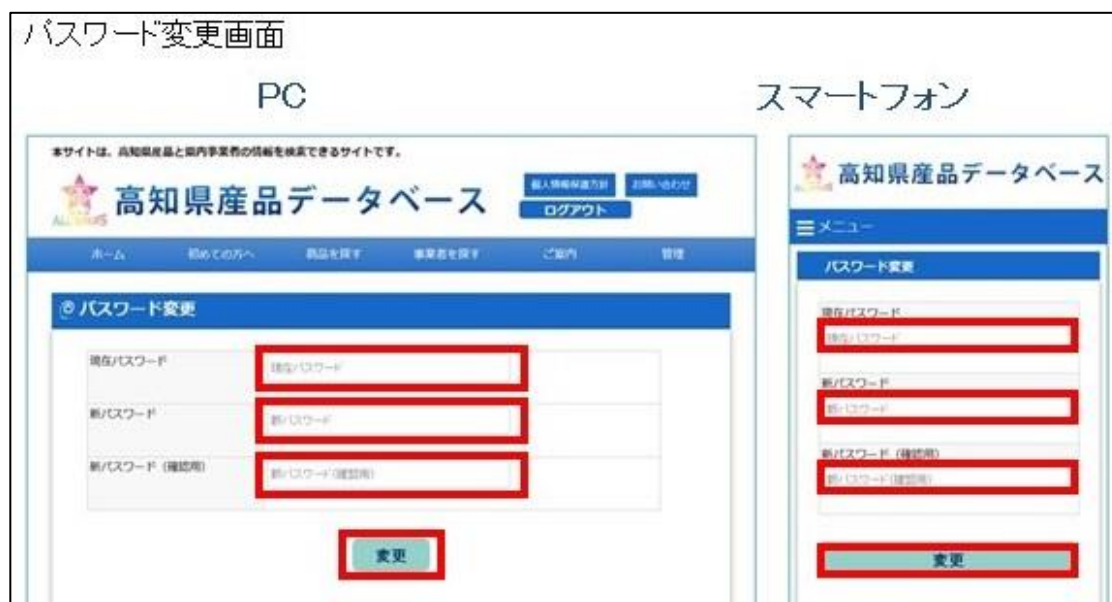 パスワード変更画面
PC
スマートフォン
本サイトは、高知県産品と県内事業者の情報を検索できるサイトです。
高知県産品データベース
個人情報保護方針 お問い合わせ
ログアウト
ホーム 初めての方へ 商品を探す 事業者を探す ご案内 管理
パスワード変更
現在パスワード 現在パスワード
新パスワード 新パスワード
新パスワード（確認用） 新パスワード(確認用)
変更
高知県産品データベース
メニュー
パスワード変更
現在パスワード
現在パスワード
新パスワード
新パスワード
新パスワード（確認用）
新パスワード(確認用)
変更